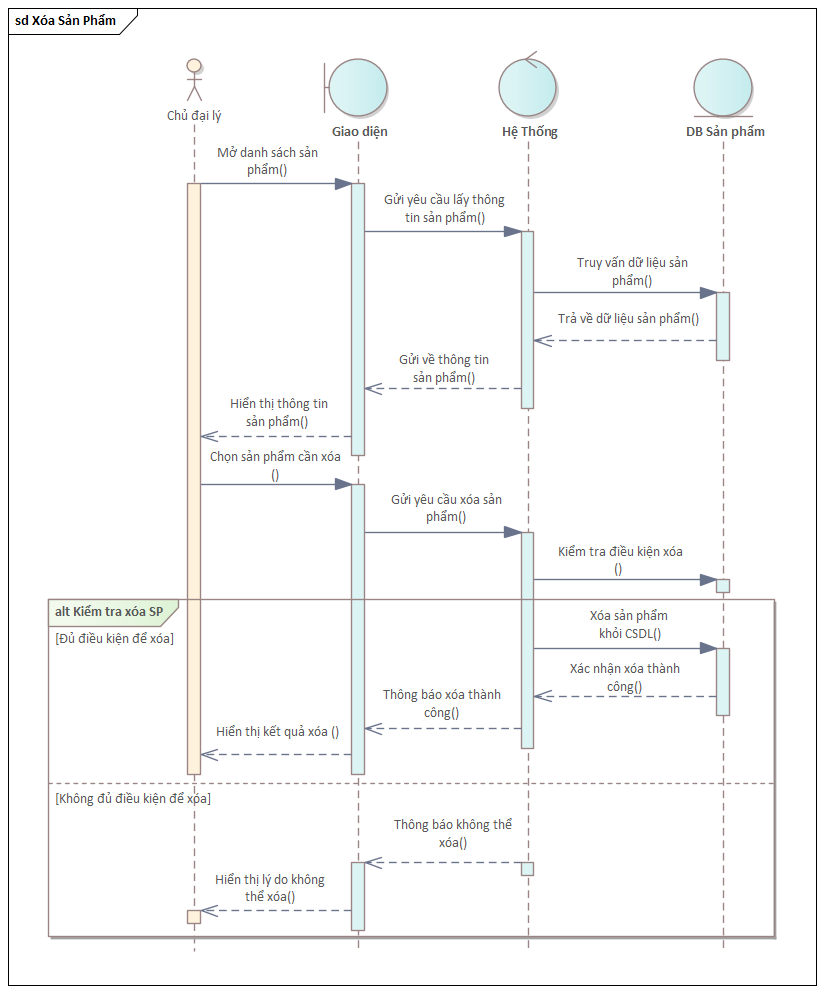 sd Xóa Sản Phẩm
Chủ đại lý
Giao diện
Hệ Thống
DB Sản phẩm
Mở danh sách sản
phẩm()
Gửi yêu cầu lấy thông
tin sản phẩm()
Truy vấn dữ liệu sản
phẩm()
Trả về dữ liệu sản phẩm()
Gửi về thông tin
sản phẩm()
Hiển thị thông tin
sản phẩm()
Chọn sản phẩm cần xóa
()
Gửi yêu cầu xóa sản
phẩm()
Kiểm tra điều kiện xóa
()
alt Kiểm tra xóa SP
[Đủ điều kiện để xóa]
Xóa sản phẩm
khỏi CSDL()
Xác nhận xóa thành
công()
Thông báo xóa thành
công()
Hiển thị kết quả xóa ()
[Không đủ điều kiện để xóa]
Thông báo không thể
xóa()
Hiển thị lý do không
thể xóa()